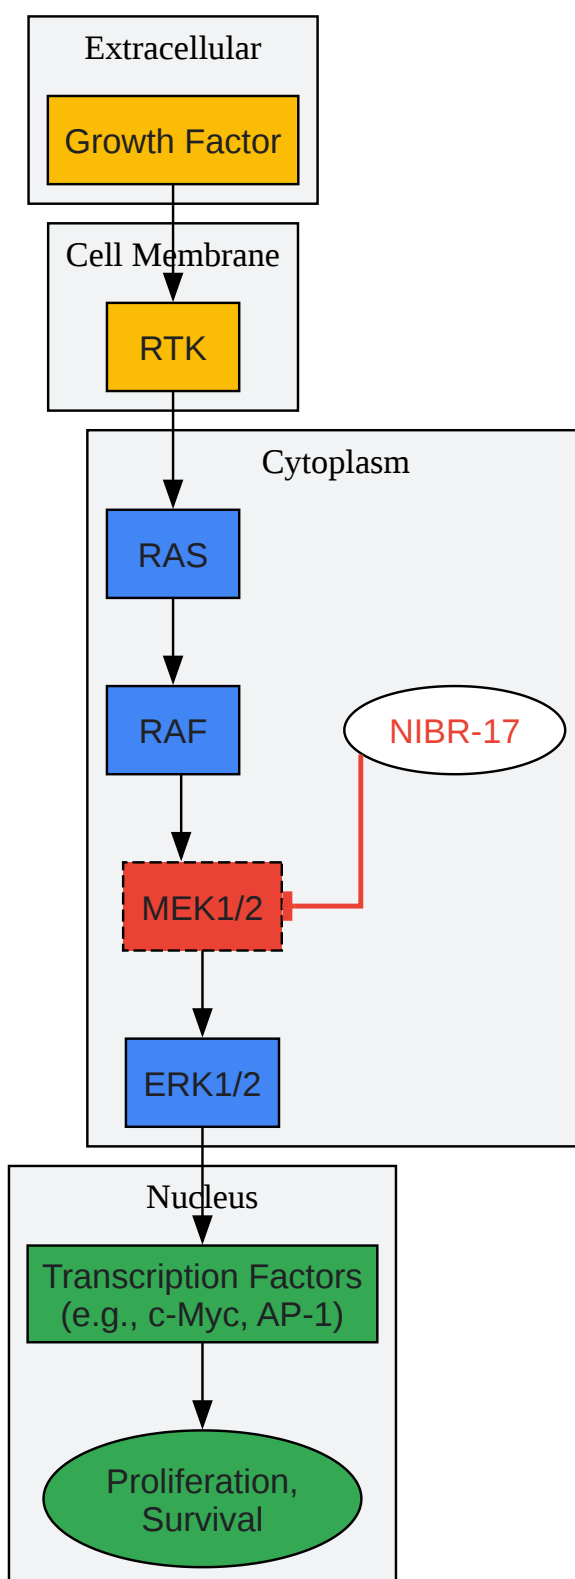 Extracellular
Growth Factor
Cell Membrane
RTK
Cytoplasm
RAS
RAF
NIBR-17
MEK1/2
ERK1/2
Nucleus
Transcription Factors
(e.g., c-Myc, AP-1)
Proliferation,
Survival